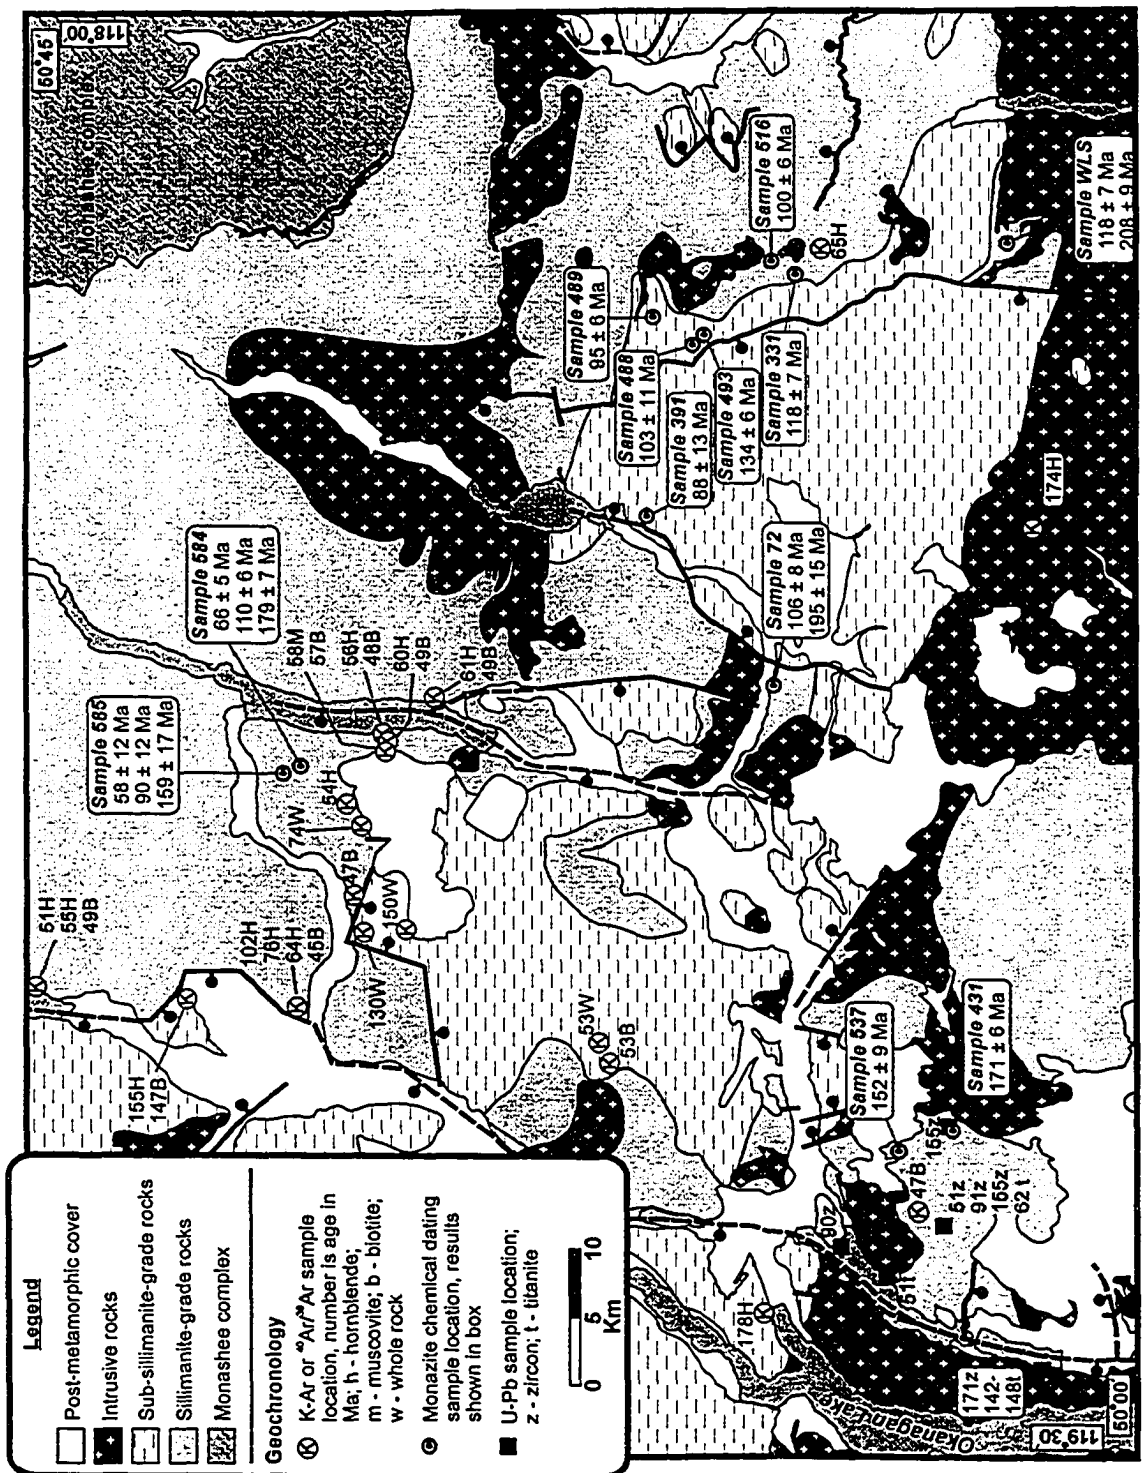 Legend
Post-metamorphic cover
Intrusive rocks
Sub-sillimanite-grade rocks
Sillimanite-grade rocks
Monashee complex
Geochronology
K-Ar or ⁴⁰Ar/³⁹Ar sample
location, number is age in
Ma; h - hornblende;
m - muscovite; b - biotite;
w - whole rock
Monazite chemical dating
sample location, results
shown in box
U-Pb sample location;
z - zircon; t - titanite
0 5 10
Km
50°45'
118°00'
Monashee complex
51H
55H
49B
155H
147B
102H
76H
64H
45B
Sample 585
58 ± 12 Ma
90 ± 12 Ma
159 ± 17 Ma
Sample 584
66 ± 5 Ma
110 ± 6 Ma
179 ± 7 Ma
58M
57B
56H
48B
60H
49B
61H
49B
54H
74W
47B
150W
130W
53W
53B
Sample 489
95 ± 6 Ma
Sample 488
103 ± 11 Ma
Sample 391
88 ± 13 Ma
Sample 493
134 ± 6 Ma
Sample 331
118 ± 7 Ma
Sample 516
100 ± 6 Ma
65H
Sample 72
106 ± 8 Ma
195 ± 15 Ma
Sample WLS
118 ± 7 Ma
208 ± 9 Ma
174H
Sample 537
152 ± 9 Ma
Sample 431
171 ± 6 Ma
155z
47B
51z
91z
155z
62 t
90z
51t
178H
171z
142-
148t
Okanagan Lake
119°30'
50°00'